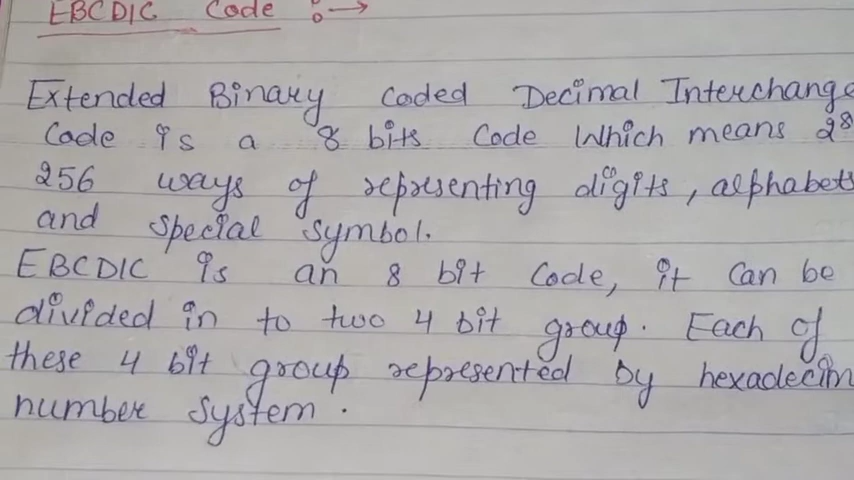 EBCDIC Code :→
Extended Binary Coded Decimal Interchange
Code is a 8 bits Code Which means 2⁸
256 ways of representing digits, alphabets
and special symbol.
EBCDIC is an 8 bit Code, it Can be
divided in to two 4 bit group. Each of
these 4 bit group represented by hexadecim
number system.